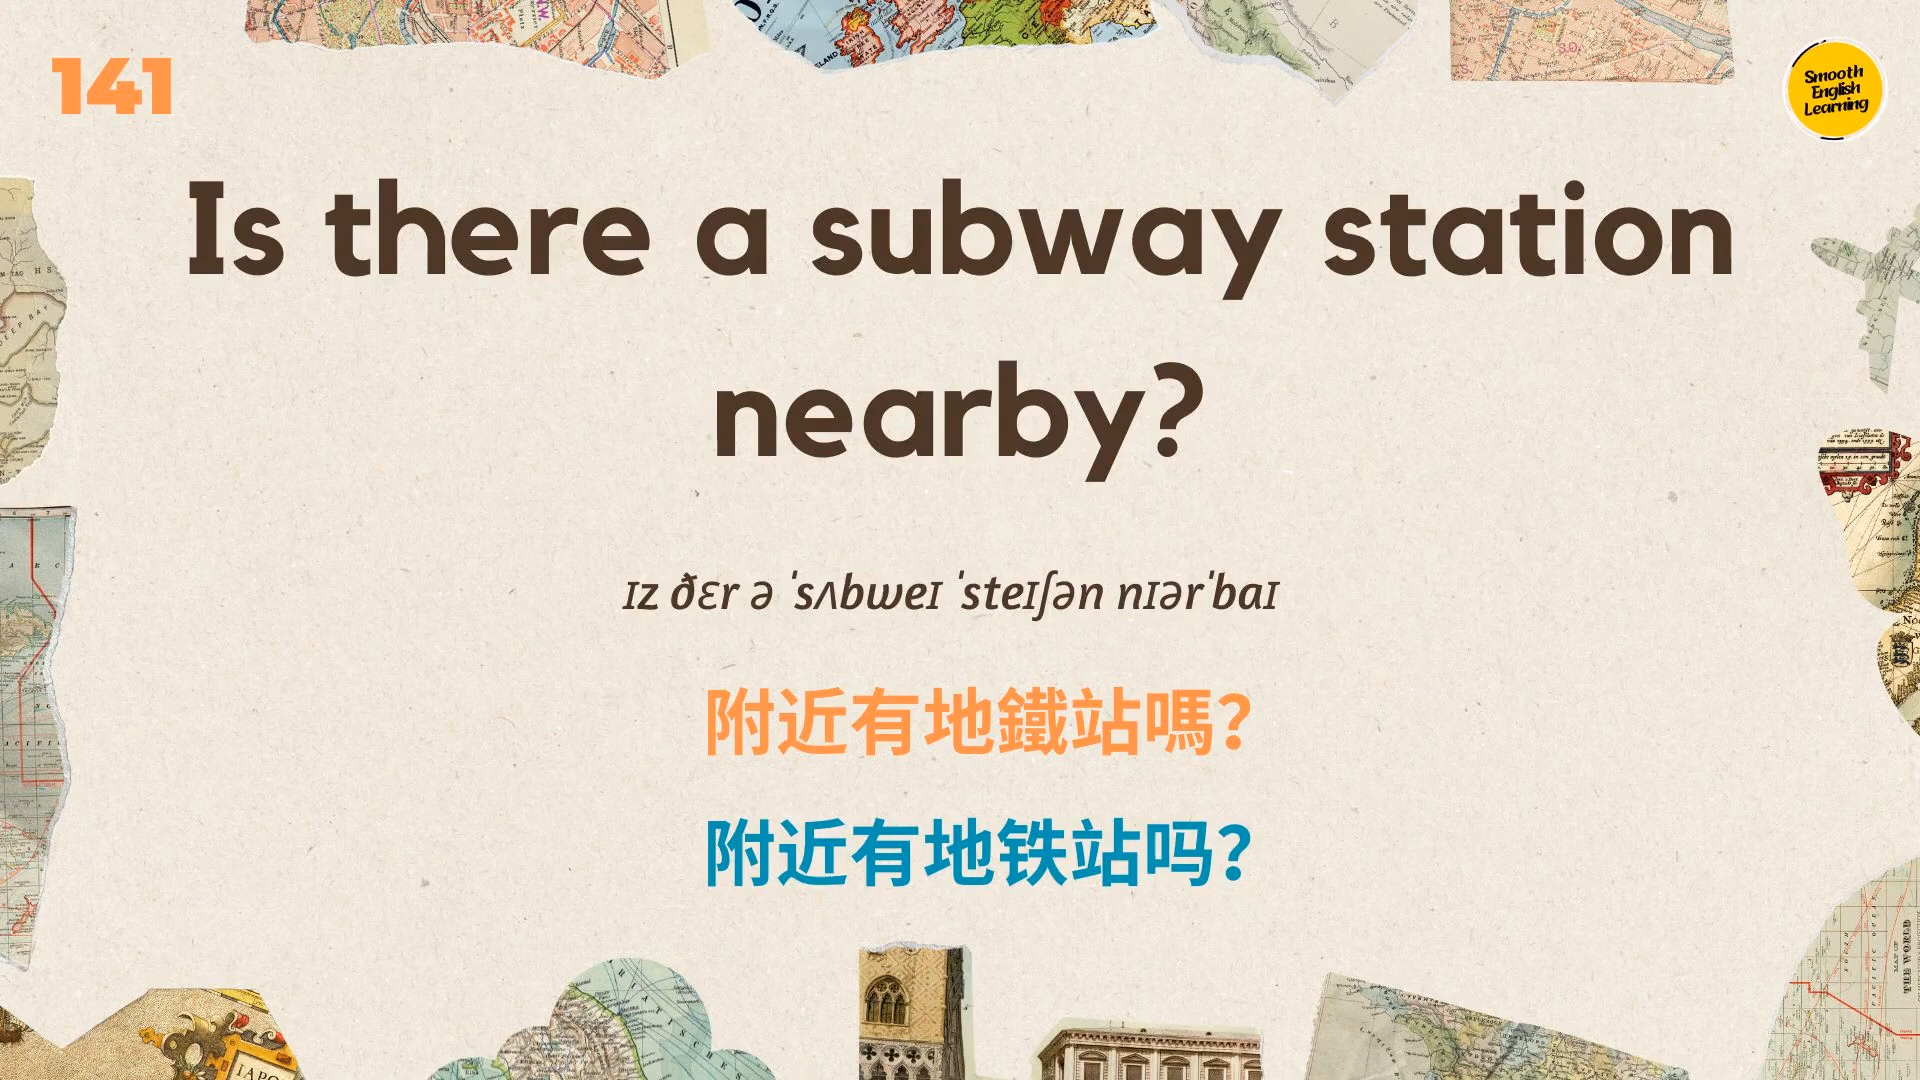 141
Smooth
English
Learning
Is there a subway station
nearby?
ɪz ðɛr ə ˈsʌbweɪ ˈsteɪʃən nɪərˈbaɪ
附近有地鐵站嗎?
附近有地铁站吗?